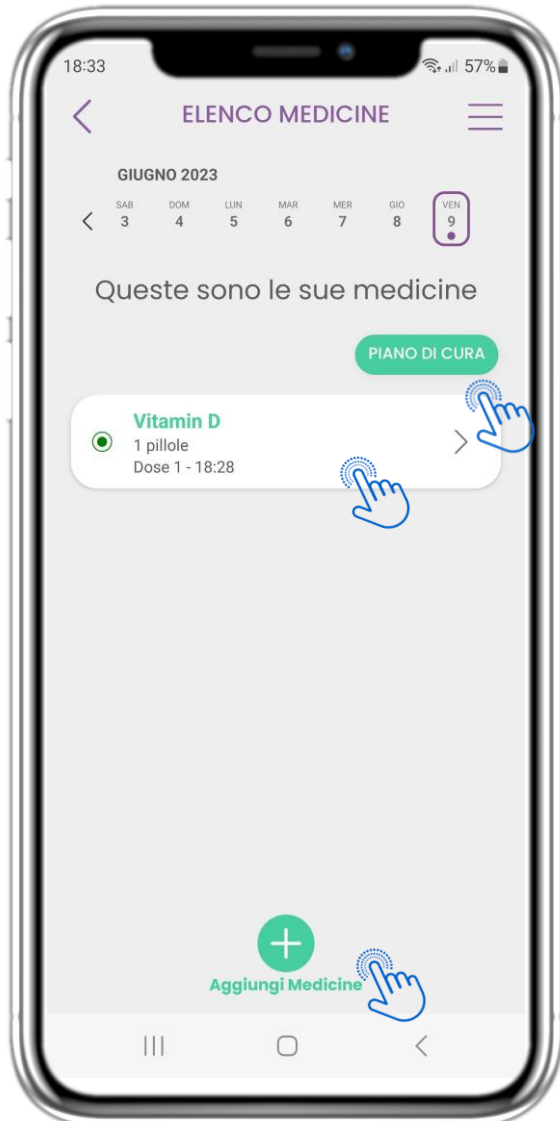 18:33 57%
ELENCO MEDICINE
GIUGNO 2023
SAB DOM LUN MAR MER GIO VEN
3 4 5 6 7 8 9
Queste sono le sue medicine
PIANO DI CURA
Vitamin D
1 pillole
Dose 1 - 18:28
Aggiungi Medicine